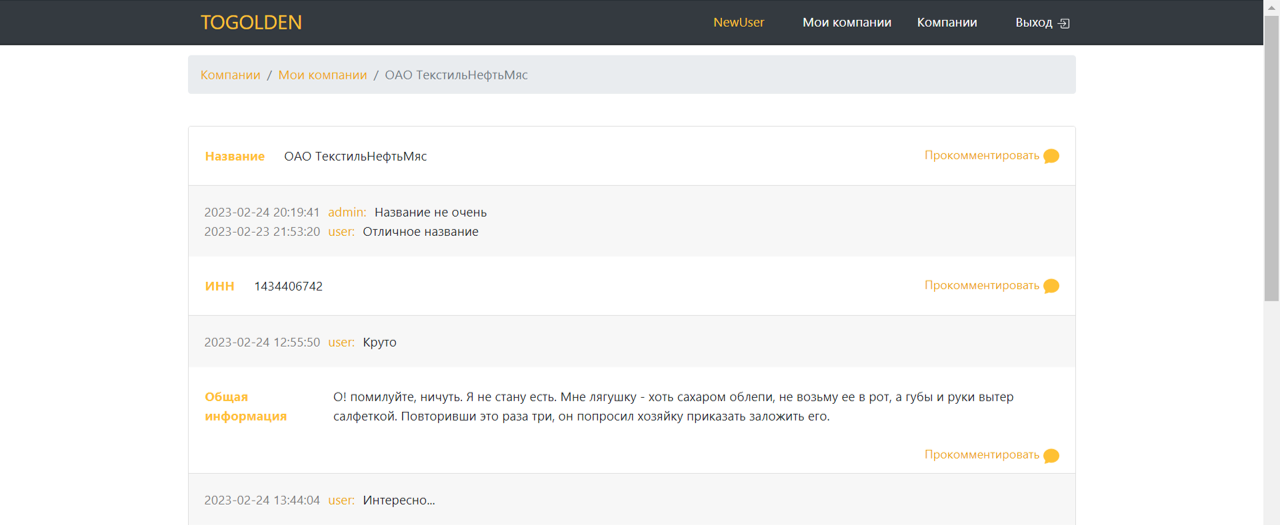 TOGOLDEN NewUser Мои компании Компании Выход
Компании / Мои компании / ОАО ТекстильНефтьМяс
Название ОАО ТекстильНефтьМяс Прокомментировать
2023-02-24 20:19:41 admin: Название не очень
2023-02-23 21:53:20 user: Отличное название
ИНН 1434406742 Прокомментировать
2023-02-24 12:55:50 user: Круто
Общая информация
О! помилуйте, ничуть. Я не стану есть. Мне лягушку - хоть сахаром облепи, не возьму ее в рот, а губы и руки вытер
салфеткой. Повторивши это раза три, он попросил хозяйку приказать заложить его.
Прокомментировать
2023-02-24 13:44:04 user: Интересно...